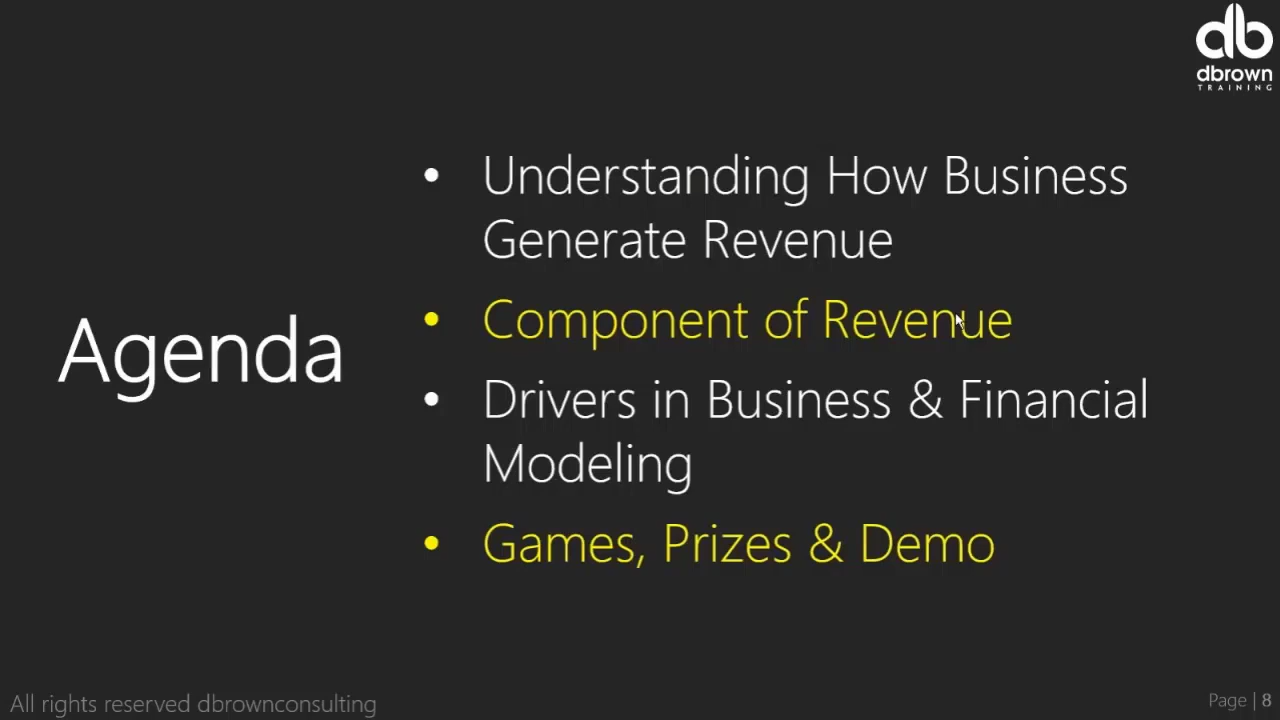 db
dbrown
TRAINING
Agenda
• Understanding How Business
Generate Revenue
• Component of Revenue
• Drivers in Business & Financial
Modeling
• Games, Prizes & Demo
All rights reserved dbrownconsulting
Page | 8